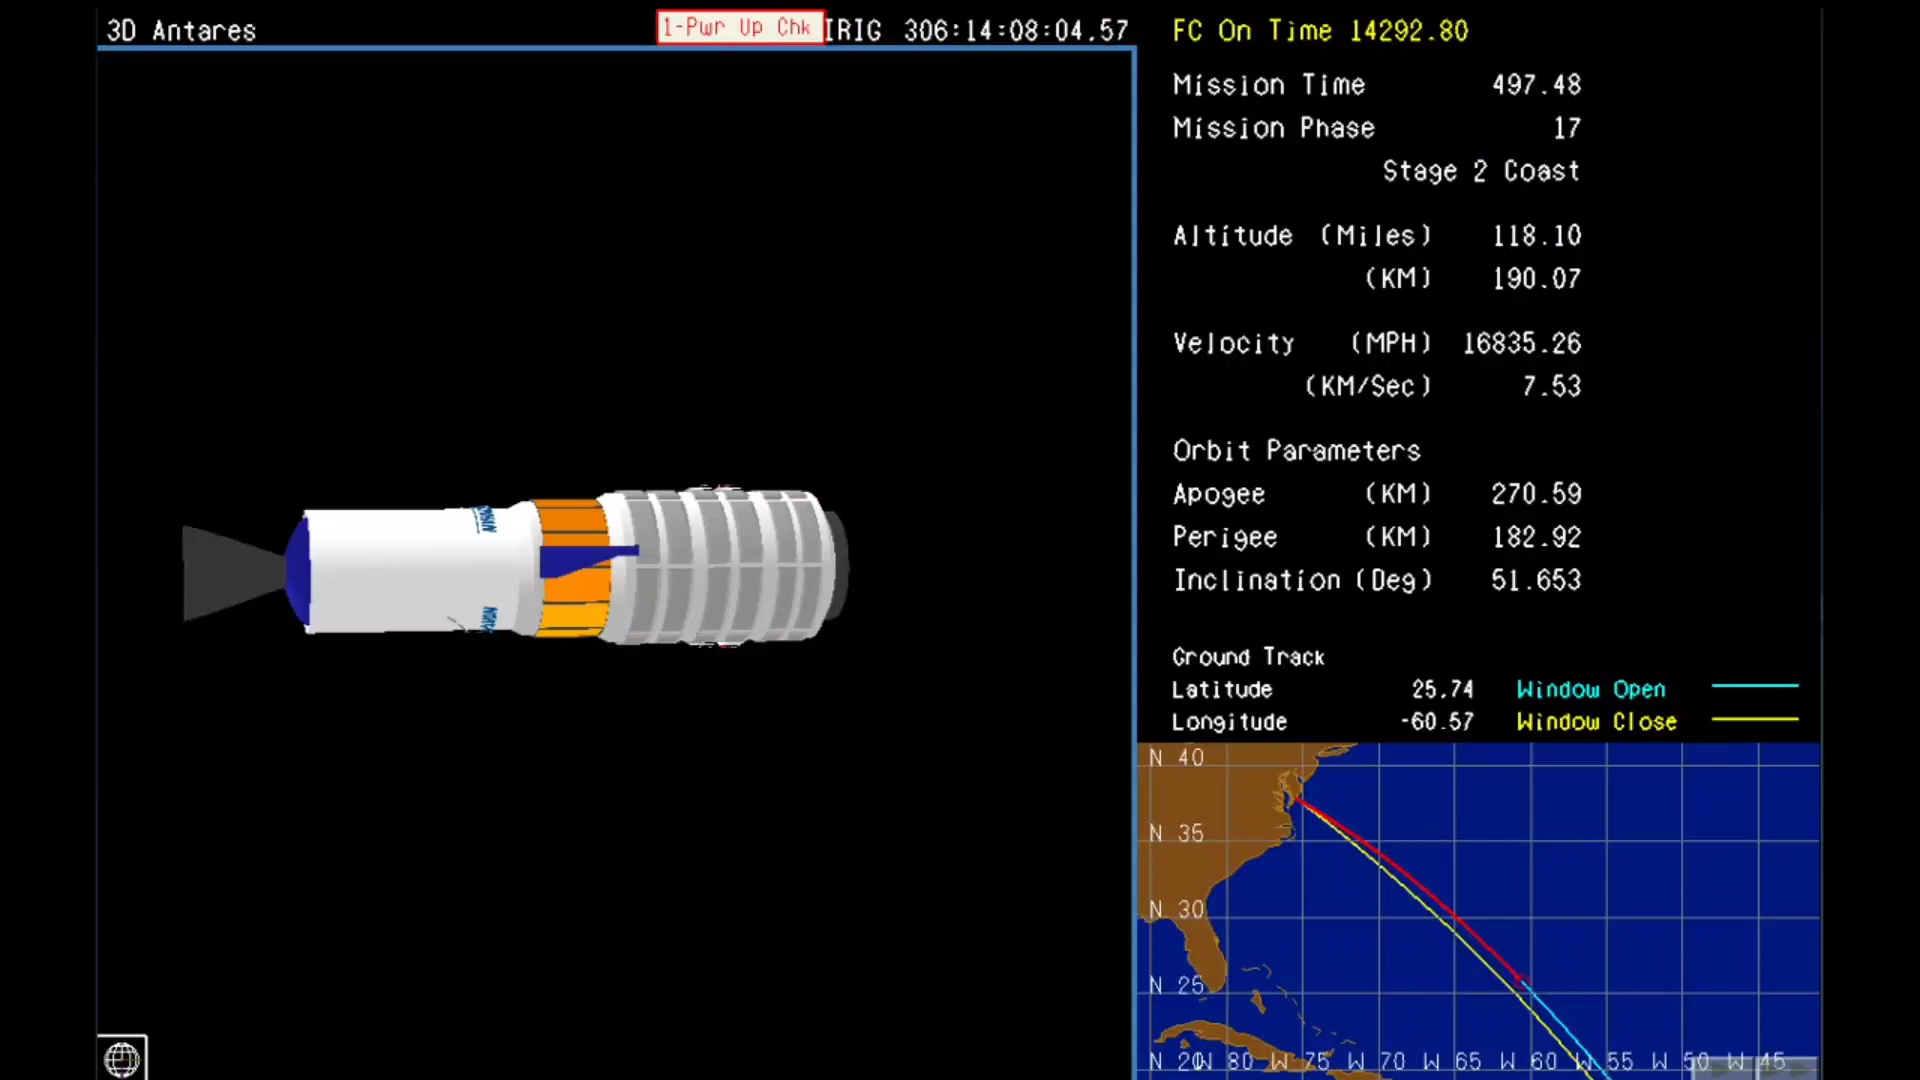 3D Antares
1-Pwr Up Chk
IRIG 306:14:08:04.57
FC On Time 14292.80
Mission Time 497.48
Mission Phase 17
Stage 2 Coast
Altitude (Miles) 118.10
(KM) 190.07
Velocity (MPH) 16835.26
(KM/Sec) 7.53
Orbit Parameters
Apogee (KM) 270.59
Perigee (KM) 182.92
Inclination (Deg) 51.653
Ground Track
Latitude 25.74 Window Open
Longitude -60.57 Window Close
N 40
N 35
N 30
N 25
N 20 W 80 W 75 W 70 W 65 W 60 W 55 W 50 W 45